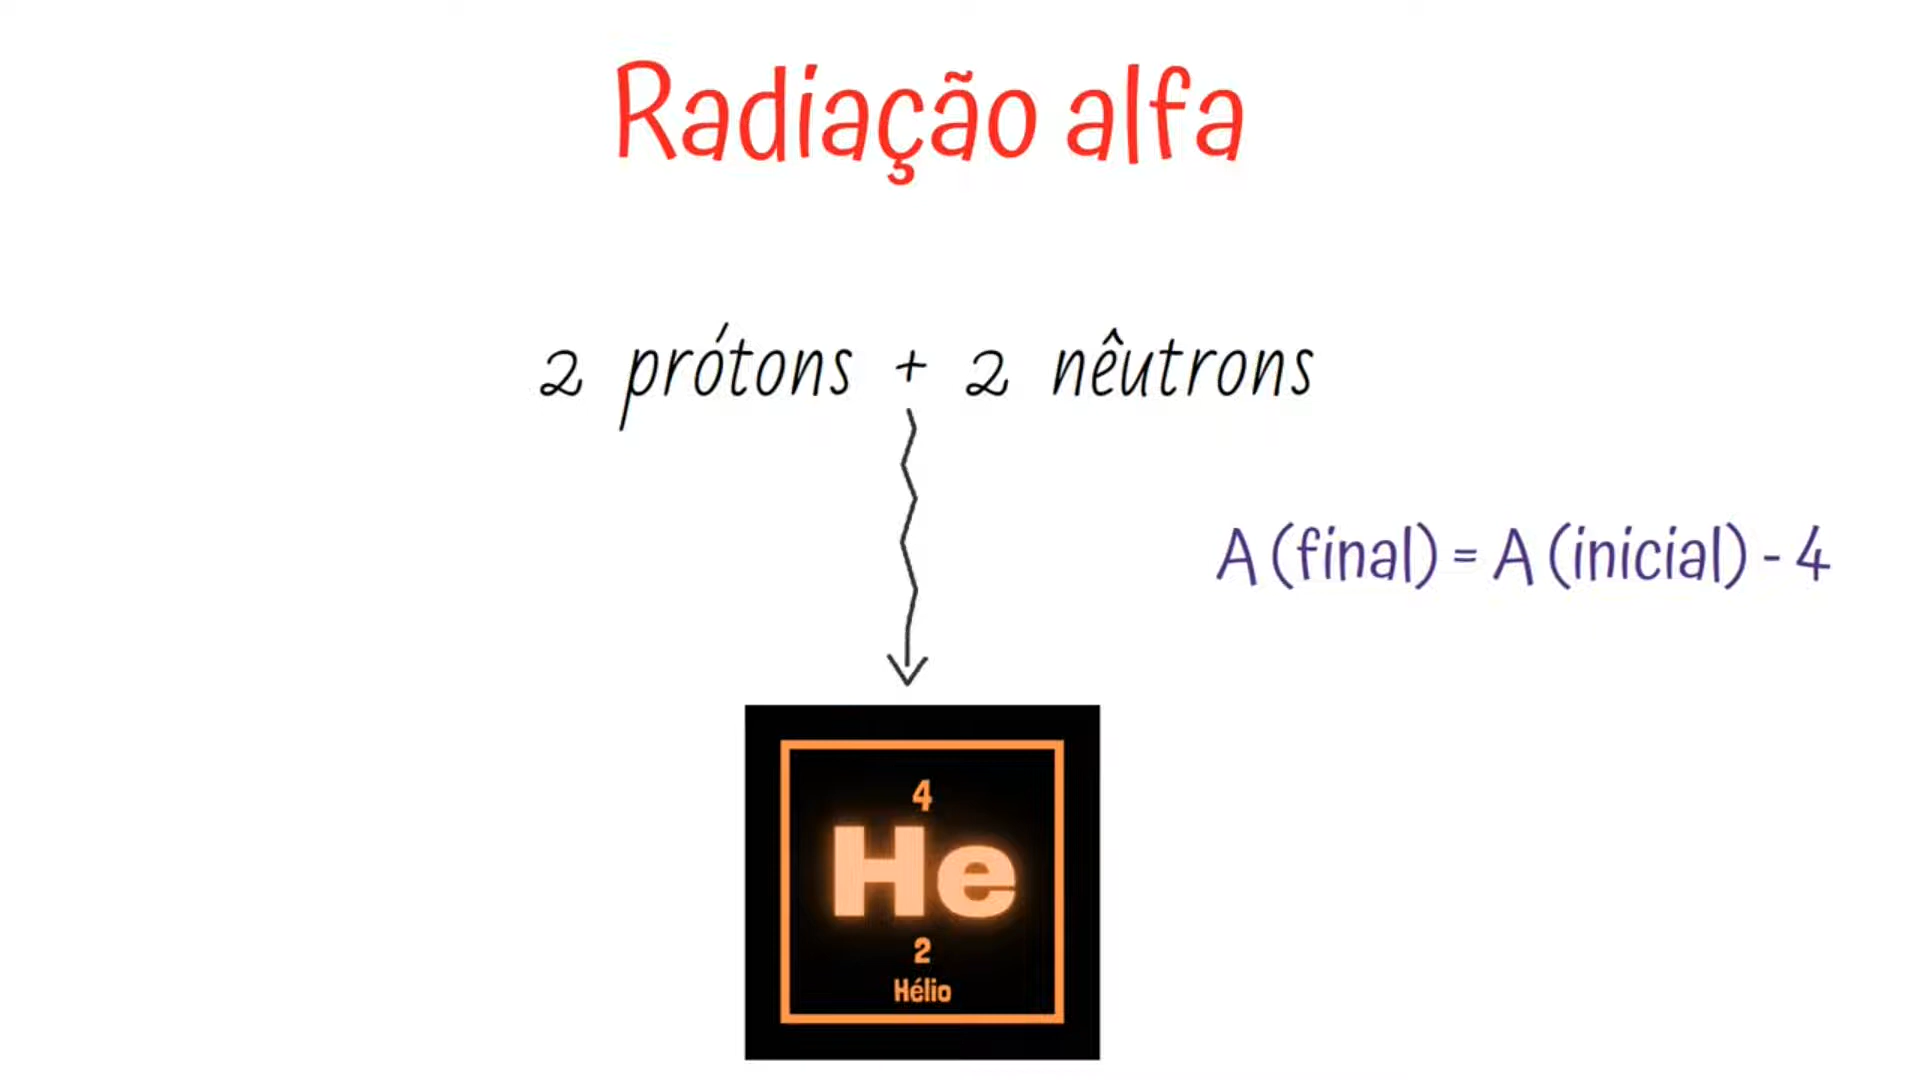 Radiação alfa
2 prótons + 2 nêutrons
A (final) = A (inicial) - 4
4
He
2
Hélio